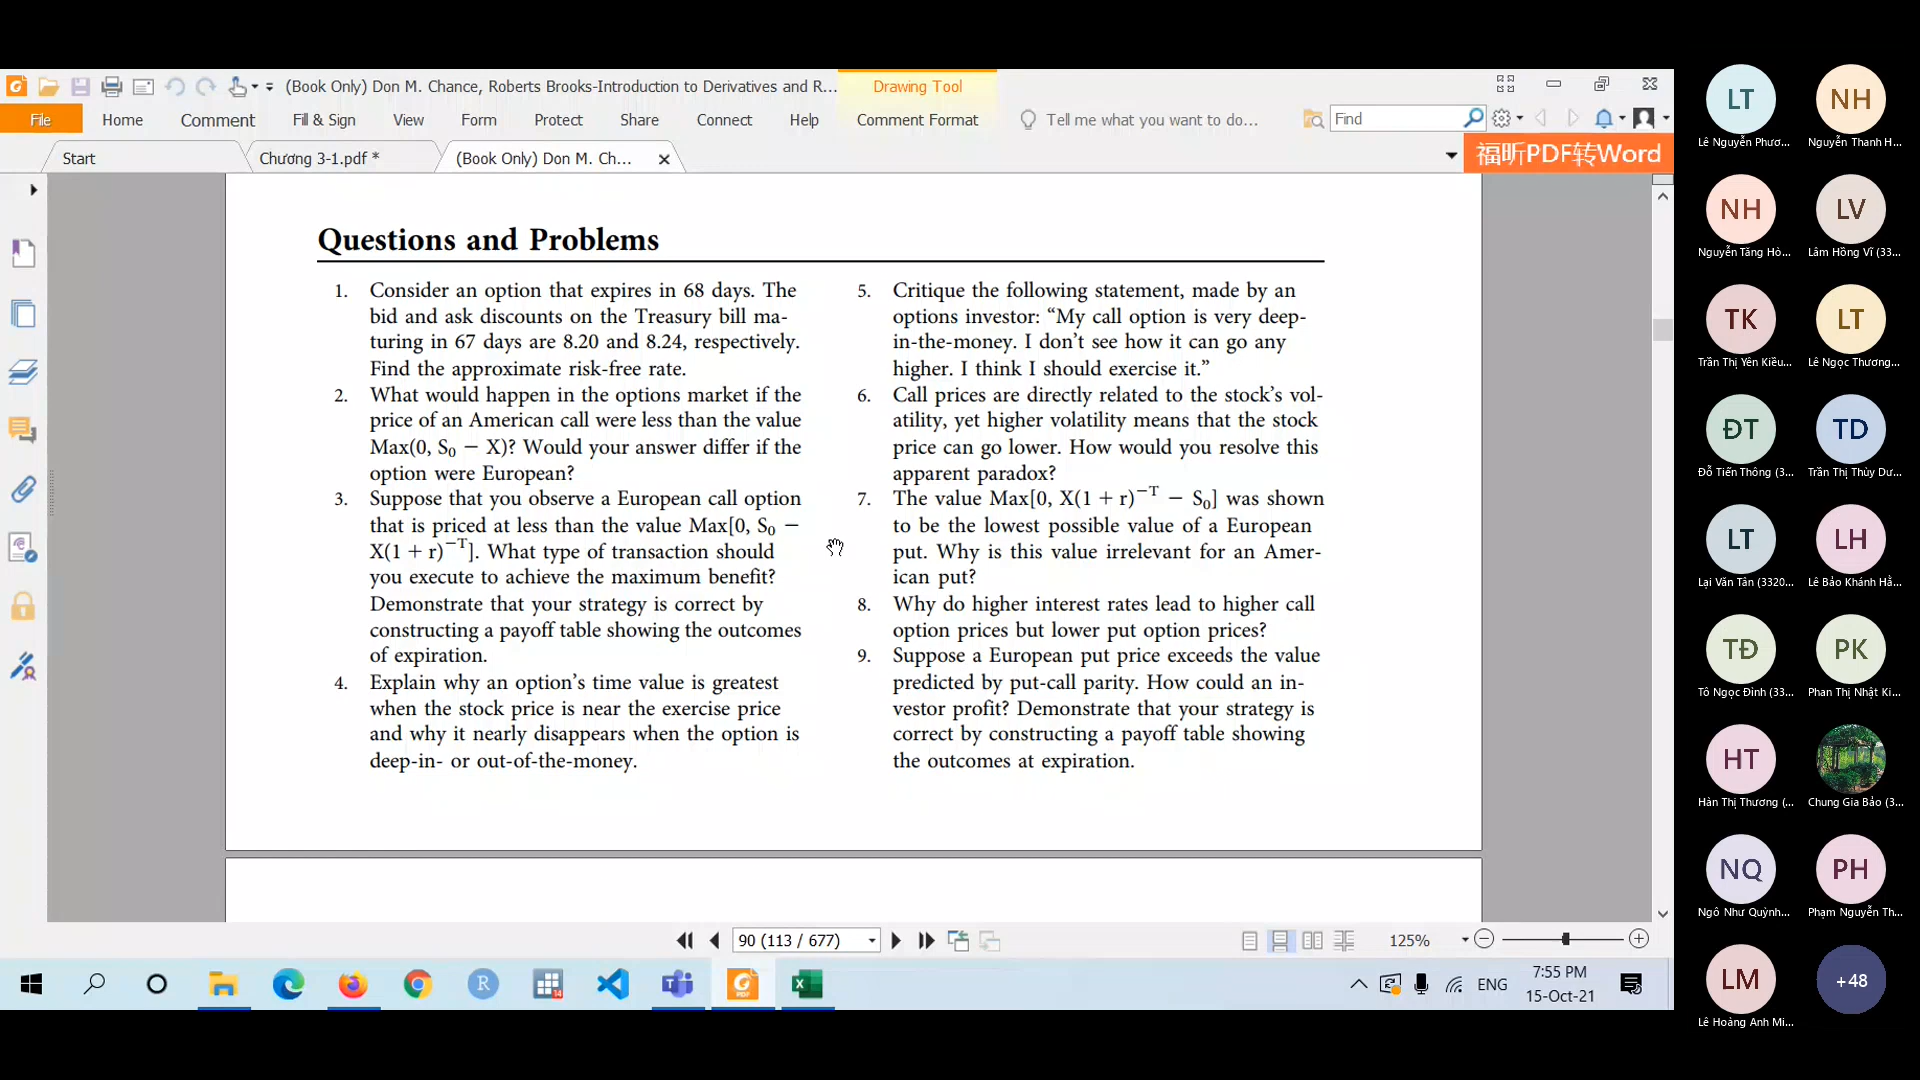 (Book Only) Don M. Chance, Roberts Brooks-Introduction to Derivatives and R...
Drawing Tool
File
Home
Comment
Fill & Sign
View
Form
Protect
Share
Connect
Help
Comment Format
Tell me what you want to do...
Find
Start
Chương 3-1.pdf *
(Book Only) Don M. Ch...
福昕PDF转Word
Questions and Problems
1. Consider an option that expires in 68 days. The
bid and ask discounts on the Treasury bill ma-
turing in 67 days are 8.20 and 8.24, respectively.
Find the approximate risk-free rate.
2. What would happen in the options market if the
price of an American call were less than the value
Max(0, S₀ − X)? Would your answer differ if the
option were European?
3. Suppose that you observe a European call option
that is priced at less than the value Max[0, S₀ −
X(1 + r)⁻ᵀ]. What type of transaction should
you execute to achieve the maximum benefit?
Demonstrate that your strategy is correct by
constructing a payoff table showing the outcomes
of expiration.
4. Explain why an option's time value is greatest
when the stock price is near the exercise price
and why it nearly disappears when the option is
deep-in- or out-of-the-money.
5. Critique the following statement, made by an
options investor: “My call option is very deep-
in-the-money. I don't see how it can go any
higher. I think I should exercise it.”
6. Call prices are directly related to the stock's vol-
atility, yet higher volatility means that the stock
price can go lower. How would you resolve this
apparent paradox?
7. The value Max[0, X(1 + r)⁻ᵀ − S₀] was shown
to be the lowest possible value of a European
put. Why is this value irrelevant for an Amer-
ican put?
8. Why do higher interest rates lead to higher call
option prices but lower put option prices?
9. Suppose a European put price exceeds the value
predicted by put-call parity. How could an in-
vestor profit? Demonstrate that your strategy is
correct by constructing a payoff table showing
the outcomes at expiration.
90 (113 / 677)
125%
ENG
7:55 PM
15-Oct-21
LT
Lê Nguyễn Phươ...
NH
Nguyễn Thanh H...
NH
Nguyễn Tăng Hò...
LV
Lâm Hồng Vĩ (33...
TK
Trần Thị Yên Kiều...
LT
Lê Ngọc Thương...
ĐT
Đỗ Tiến Thông (3...
TD
Trần Thị Thùy Dư...
LT
Lại Văn Tân (3320...
LH
Lê Bảo Khánh Hằ...
TĐ
Tô Ngọc Đình (33...
PK
Phan Thị Nhật Ki...
HT
Hàn Thị Thương (...
Chung Gia Bảo (3...
NQ
Ngô Như Quỳnh...
PH
Phạm Nguyễn Th...
LM
Lê Hoàng Anh Mi...
+48